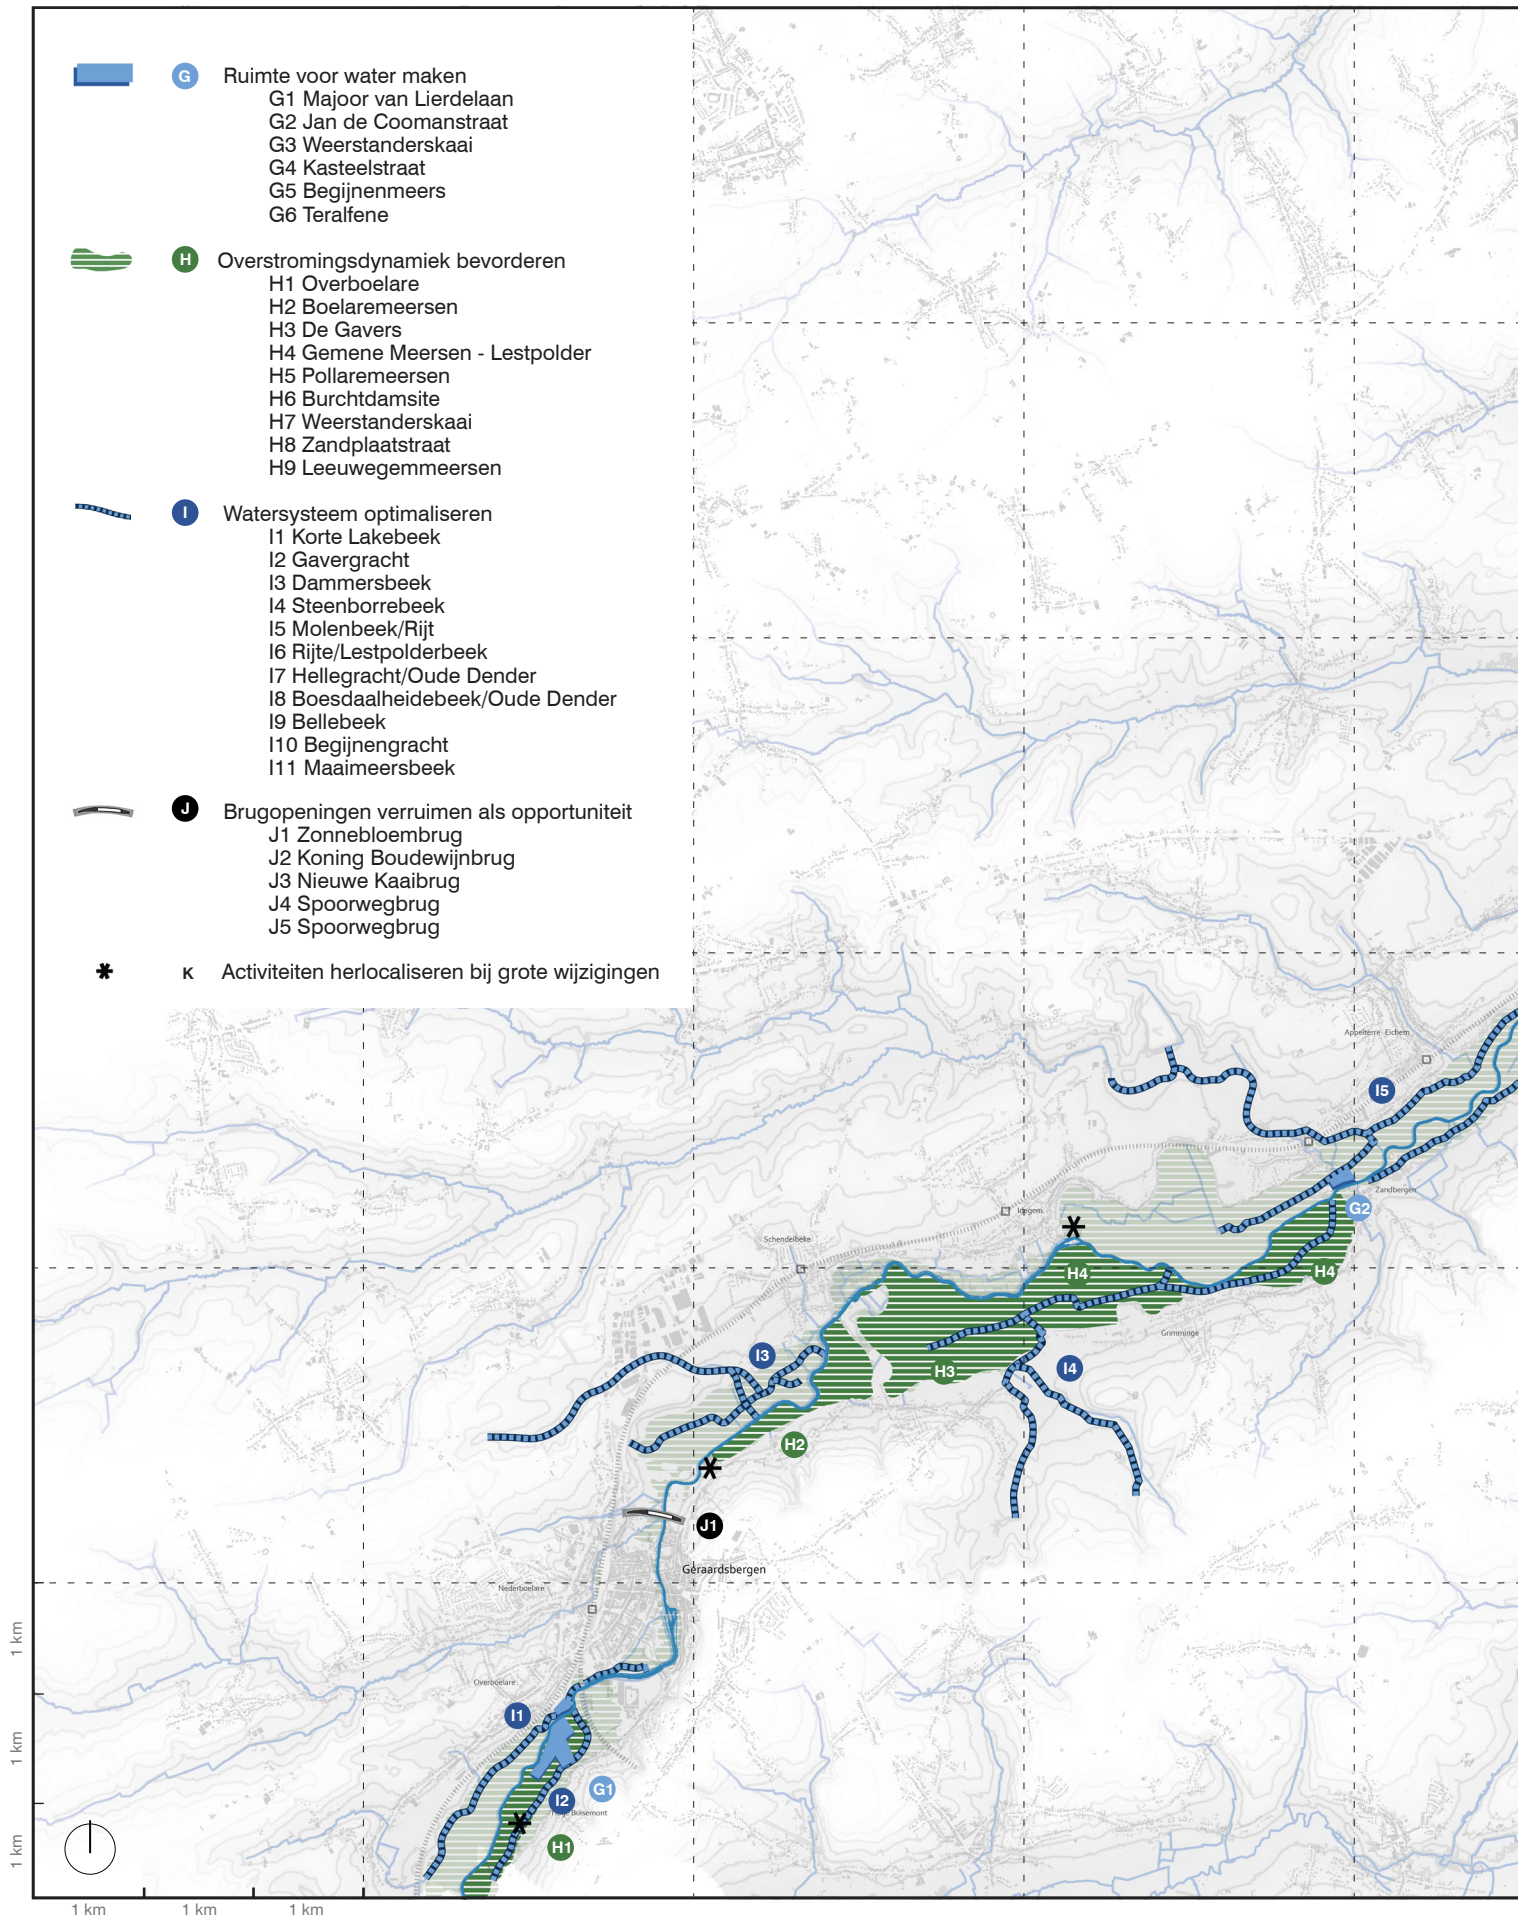 G Ruimte voor water maken
G1 Majoor van Lierdelaan
G2 Jan de Coomanstraat
G3 Weerstanderskaai
G4 Kasteelstraat
G5 Begijnenmeers
G6 Teralfene
H Overstromingsdynamiek bevorderen
H1 Overboelare
H2 Boelaremeersen
H3 De Gavers
H4 Gemene Meersen - Lestpolder
H5 Pollaremeersen
H6 Burchtdamsite
H7 Weerstanderskaai
H8 Zandplaatstraat
H9 Leeuwegemmeersen
I Watersysteem optimaliseren
I1 Korte Lakebeek
I2 Gavergracht
I3 Dammersbeek
I4 Steenborrebeek
I5 Molenbeek/Rijt
I6 Rijte/Lestpolderbeek
I7 Hellegracht/Oude Dender
I8 Boesdaalheidebeek/Oude Dender
I9 Bellebeek
I10 Begijnengracht
I11 Maaimeersbeek
J Brugopeningen verruimen als opportuniteit
J1 Zonnebloembrug
J2 Koning Boudewijnbrug
J3 Nieuwe Kaaibrug
J4 Spoorwegbrug
J5 Spoorwegbrug
K Activiteiten herlocaliseren bij grote wijzigingen
Appelterre-Eichem
I5
Zandbergen
G2
Idegem
Schendelbeke
H4
H4
Grimminge
I3
H3
I4
H2
J1
Geraardsbergen
Nederboelare
Overboelare
I1
G1
I2
Buisemont
H1
1 km
1 km
1 km
1 km
1 km
1 km